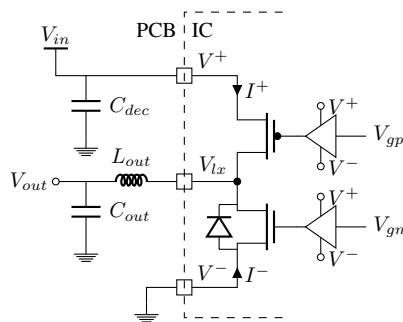 PCB IC
V_in
V^+
I^+
C_dec
V^+
V_gp
V^-
L_out
V_lx
V_out
C_out
V^+
V_gn
V^-
V^-
I^-